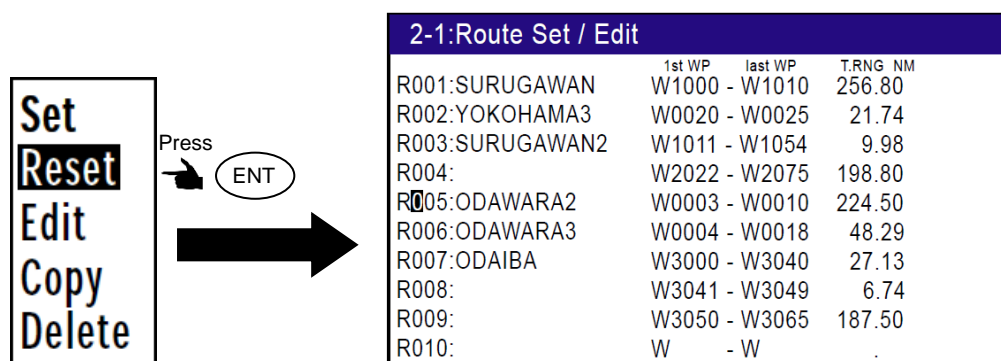 Set
Reset
Edit
Copy
Delete
Press
ENT
2-1:Route Set / Edit
1st WP last WP T.RNG NM
R001:SURUGAWAN W1000 - W1010 256.80
R002:YOKOHAMA3 W0020 - W0025 21.74
R003:SURUGAWAN2 W1011 - W1054 9.98
R004: W2022 - W2075 198.80
R005:ODAWARA2 W0003 - W0010 224.50
R006:ODAWARA3 W0004 - W0018 48.29
R007:ODAIBA W3000 - W3040 27.13
R008: W3041 - W3049 6.74
R009: W3050 - W3065 187.50
R010: W - W .